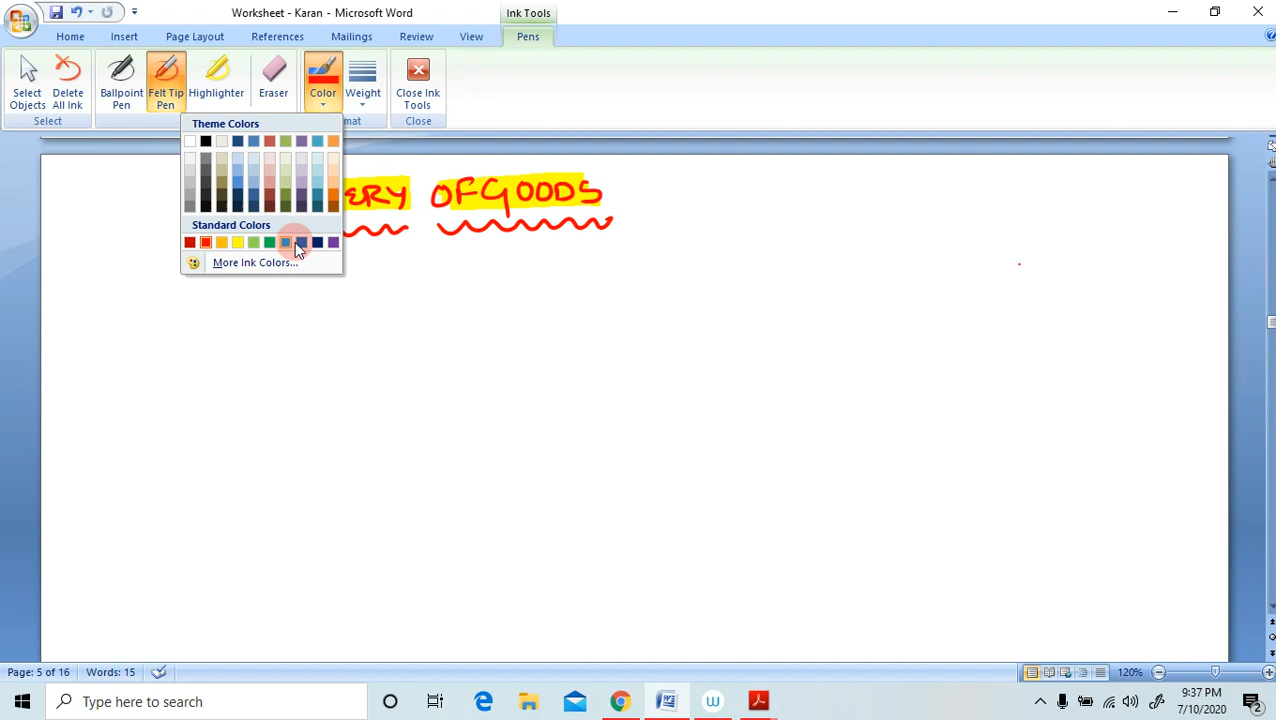 Worksheet - Karan - Microsoft Word
Ink Tools
Home Insert Page Layout References Mailings Review View Pens
Select Objects
Delete All Ink
Ballpoint Pen
Felt Tip Pen
Highlighter
Eraser
Color
Weight
Close Ink Tools
Select
mat
Close
Theme Colors
Standard Colors
More Ink Colors...
ERY OF GOODS
Page: 5 of 16 Words: 15 120%
Type here to search
9:37 PM
7/10/2020
2